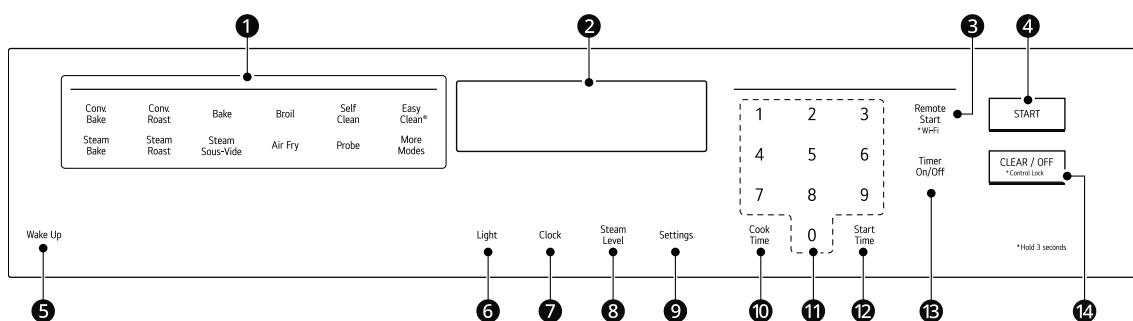 1
2
3
4
Conv. Bake
Conv. Roast
Bake
Broil
Self Clean
Easy Clean®
Steam Bake
Steam Roast
Steam Sous-Vide
Air Fry
Probe
More Modes
1 2 3
4 5 6
7 8 9
0
Remote Start
*Wi-Fi
Timer On/Off
START
CLEAR / OFF
*Control Lock
Wake Up
Light
Clock
Steam Level
Settings
Cook Time
Start Time
*Hold 3 seconds
5
6
7
8
9
10
11
12
13
14